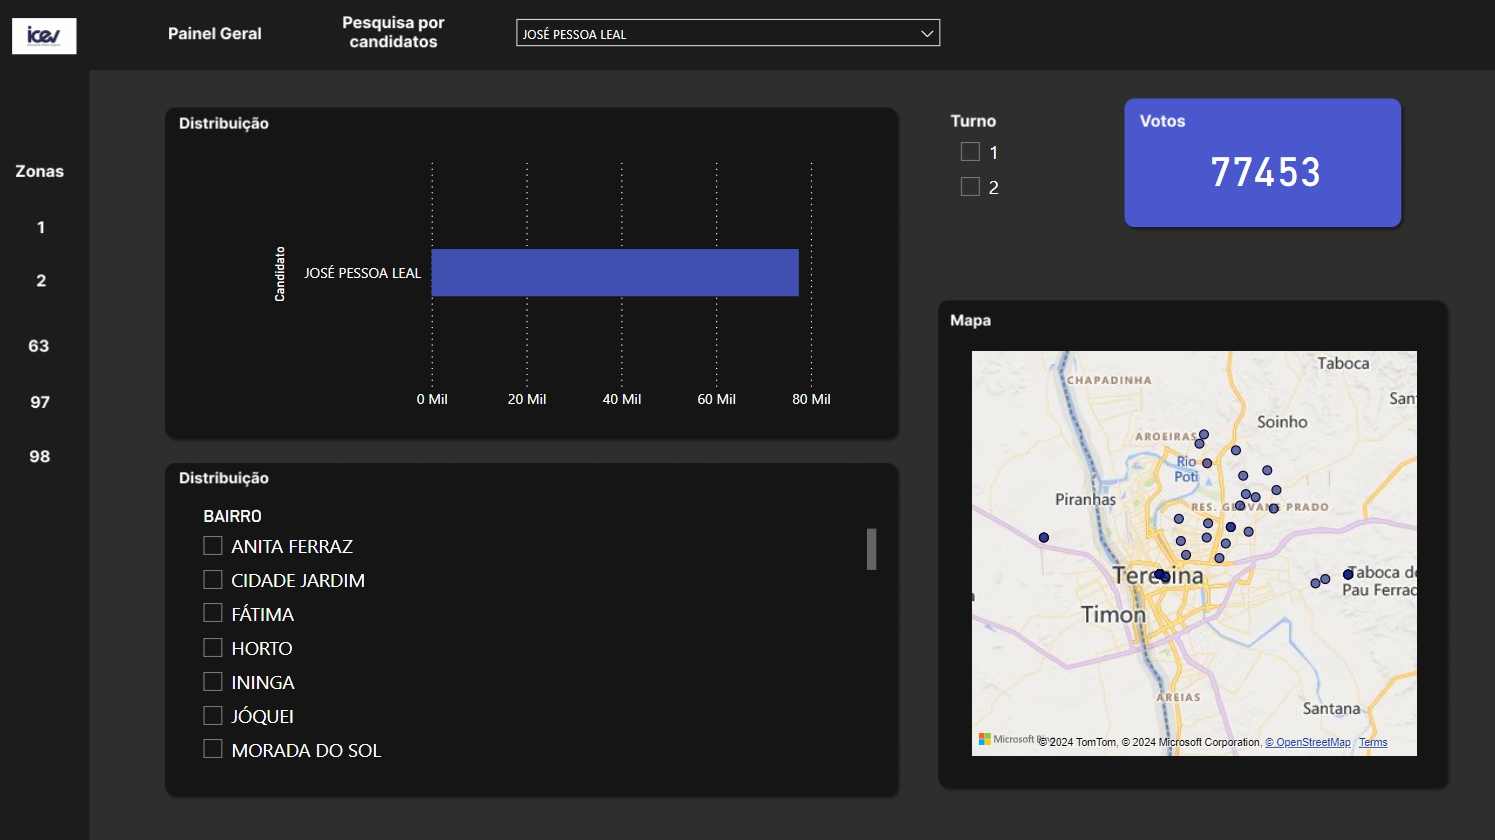 icev
Painel Geral
Pesquisa por
candidatos
JOSÉ PESSOA LEAL
Zonas
1
2
63
97
98
Distribuição
Candidato
JOSÉ PESSOA LEAL
0 Mil
20 Mil
40 Mil
60 Mil
80 Mil
Turno
1
2
Votos
77453
Distribuição
BAIRRO
ANITA FERRAZ
CIDADE JARDIM
FÁTIMA
HORTO
ININGA
JÓQUEI
MORADA DO SOL
Mapa
Taboca
CHAPADINHA
San
Soinho
AROEIRAS
Rio
Poti
Piranhas
RES. GEOVANE PRADO
Teresina
Taboca do
Pau Ferrado
Timon
AREIAS
Santana
Microsoft Bing
© 2024 TomTom, © 2024 Microsoft Corporation, © OpenStreetMap Terms